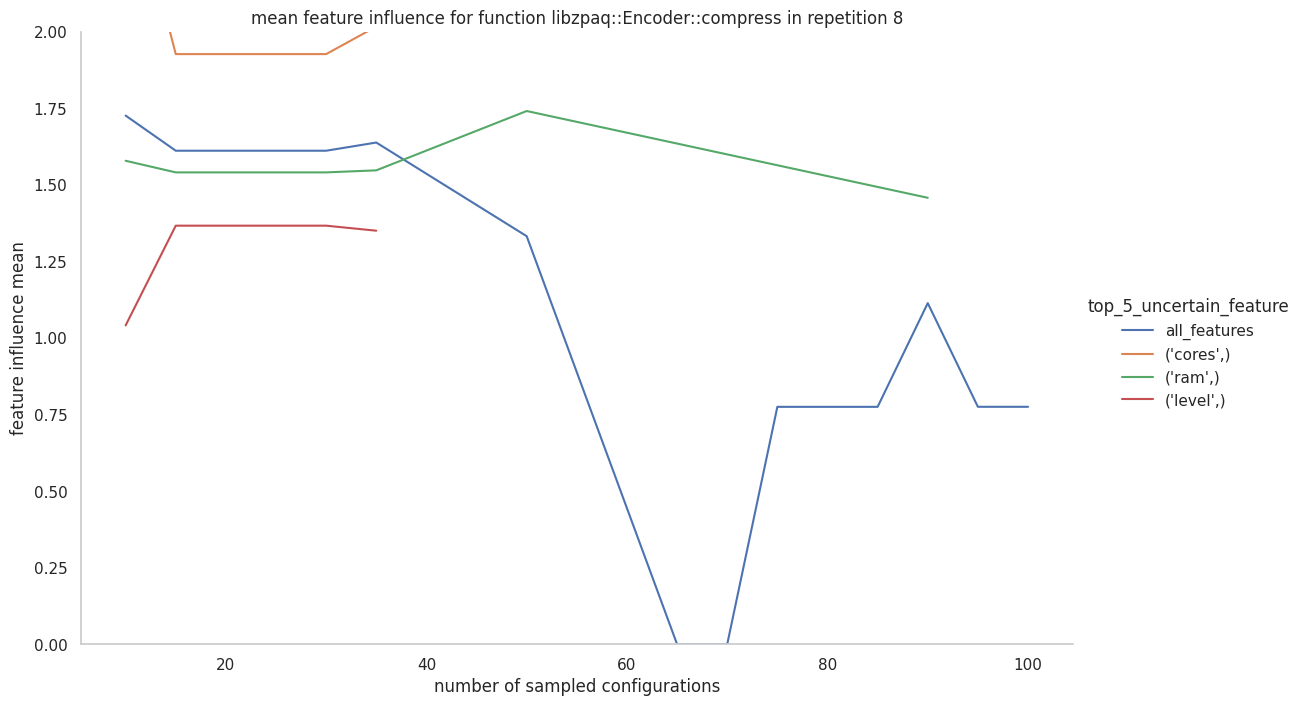 mean feature influence for function libzpaq::Encoder::compress in repetition 8
2.00
1.75
1.50
1.25
1.00
0.75
0.50
0.25
0.00
feature influence mean
20 40 60 80 100
number of sampled configurations
top_5_uncertain_feature
all_features
('cores',)
('ram',)
('level',)